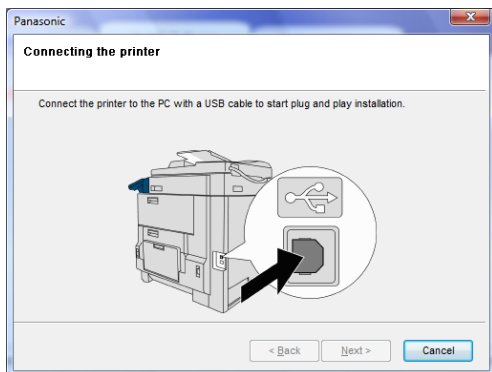 Panasonic
Connecting the printer
Connect the printer to the PC with a USB cable to start plug and play installation.
< Back
Next >
Cancel